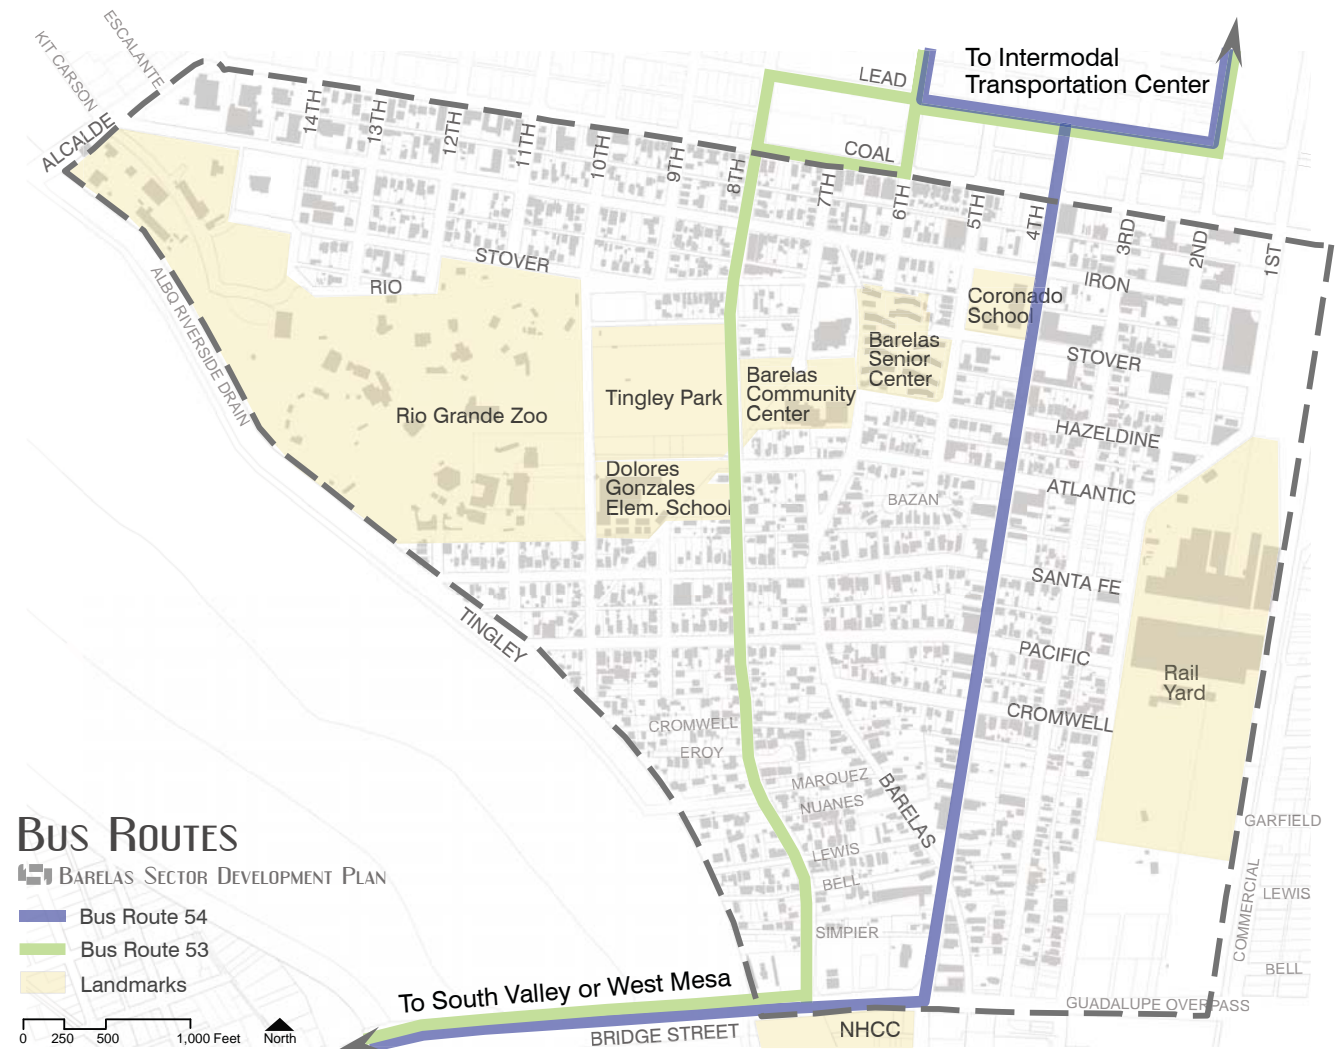 ESCALANTE
KIT CARSON
ALCALDE
To Intermodal
Transportation Center
LEAD
COAL
14TH
13TH
12TH
11TH
10TH
9TH
8TH
7TH
6TH
5TH
4TH
3RD
2ND
1ST
STOVER
RIO
IRON
Coronado
School
STOVER
ALBQ RIVERSIDE DRAIN
Barelas
Senior
Center
Barelas
Community
Center
Tingley Park
Rio Grande Zoo
HAZELDINE
Dolores
Gonzales
Elem. School
ATLANTIC
BAZAN
SANTA FE
TINGLEY
PACIFIC
Rail
Yard
CROMWELL
CROMWELL
EROY
MARQUEZ
NUANES
BARELAS
LEWIS
BELL
SIMPIER
GARFIELD
COMMERCIAL
LEWIS
BELL
GUADALUPE OVERPASS
NHCC
BRIDGE STREET
To South Valley or West Mesa
BUS ROUTES
BARELAS SECTOR DEVELOPMENT PLAN
Bus Route 54
Bus Route 53
Landmarks
0 250 500 1,000 Feet North